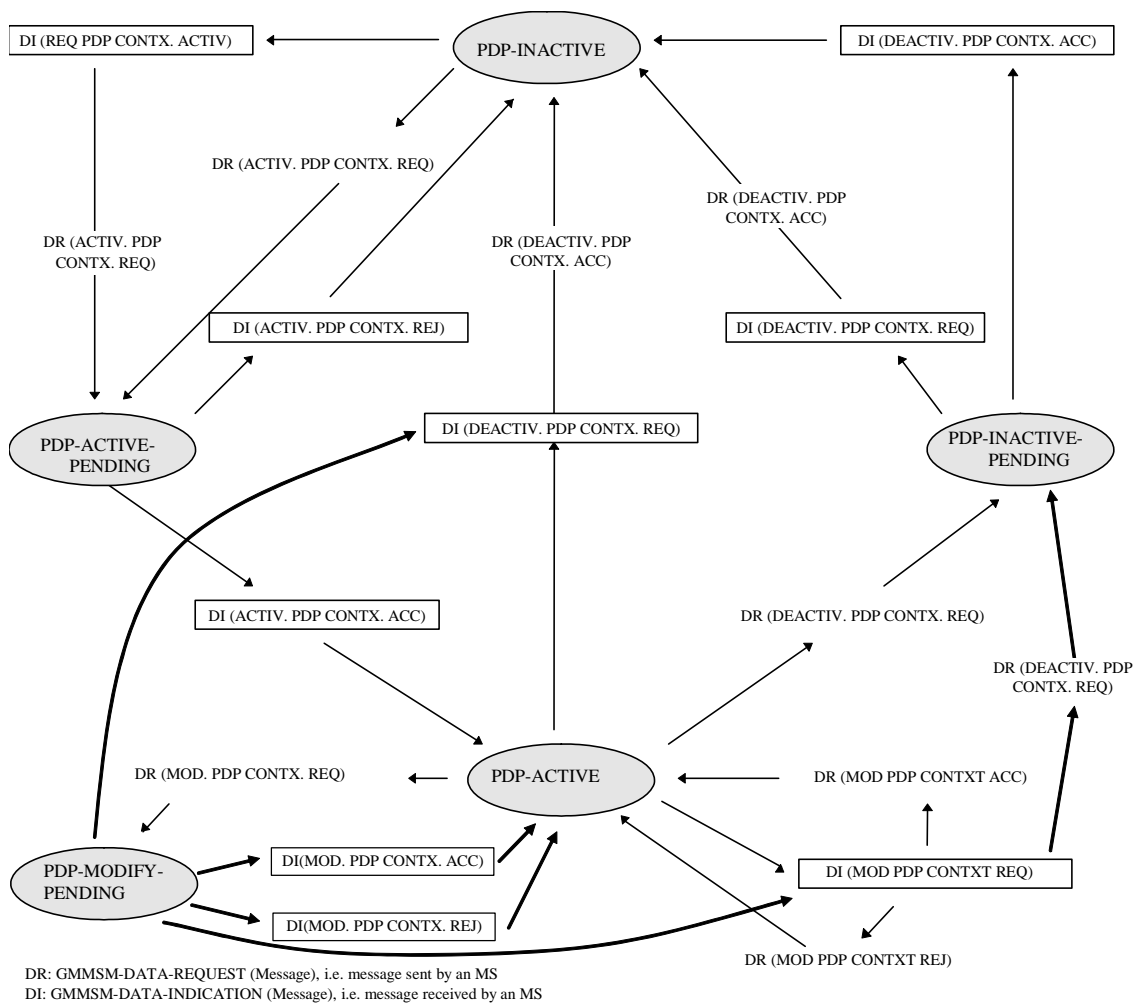 DI (REQ PDP CONTX. ACTIV)
PDP-INACTIVE
DI (DEACTIV. PDP CONTX. ACC)
DR (ACTIV. PDP CONTX. REQ)
DR (DEACTIV. PDP
CONTX. ACC)
DR (ACTIV. PDP
CONTX. REQ)
DR (DEACTIV. PDP
CONTX. ACC)
DI (ACTIV. PDP CONTX. REJ)
DI (DEACTIV. PDP CONTX. REQ)
PDP-ACTIVE-
PENDING
DI (DEACTIV. PDP CONTX. REQ)
PDP-INACTIVE-
PENDING
DI (ACTIV. PDP CONTX. ACC)
DR (DEACTIV. PDP CONTX. REQ)
DR (DEACTIV. PDP
CONTX. REQ)
DR (MOD. PDP CONTX. REQ)
PDP-ACTIVE
DR (MOD PDP CONTXT ACC)
PDP-MODIFY-
PENDING
DI(MOD. PDP CONTX. ACC)
DI (MOD PDP CONTXT REQ)
DI(MOD. PDP CONTX. REJ)
DR (MOD PDP CONTXT REJ)
DR: GMMSM-DATA-REQUEST (Message), i.e. message sent by an MS
DI: GMMSM-DATA-INDICATION (Message), i.e. message received by an MS